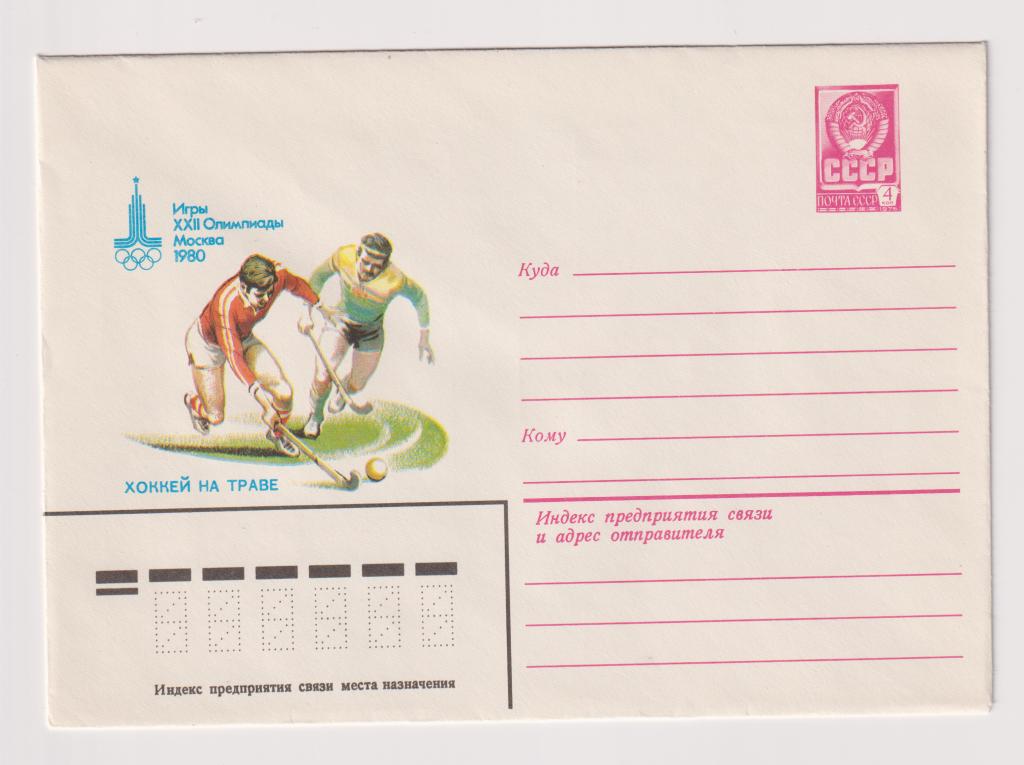 Игры
XXII Олимпиады
Москва
1980
ХОККЕЙ НА ТРАВЕ
СССР
ПОЧТА СССР
4
коп
Куда
Кому
Индекс предприятия связи
и адрес отправителя
Индекс предприятия связи места назначения